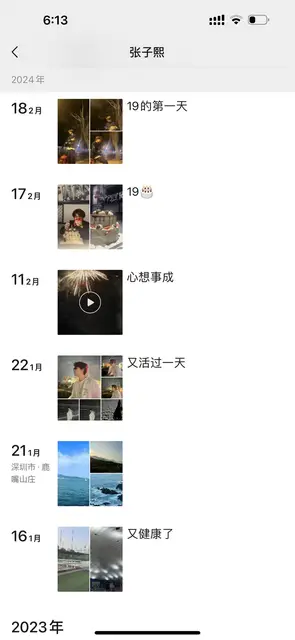 6:13
张子熙
2024年
18 2月
19的第一天
17 2月
19🎂
11 2月
心想事成
22 1月
又活过一天
21 1月
深圳市·鹿
嘴山庄
16 1月
又健康了
2023年